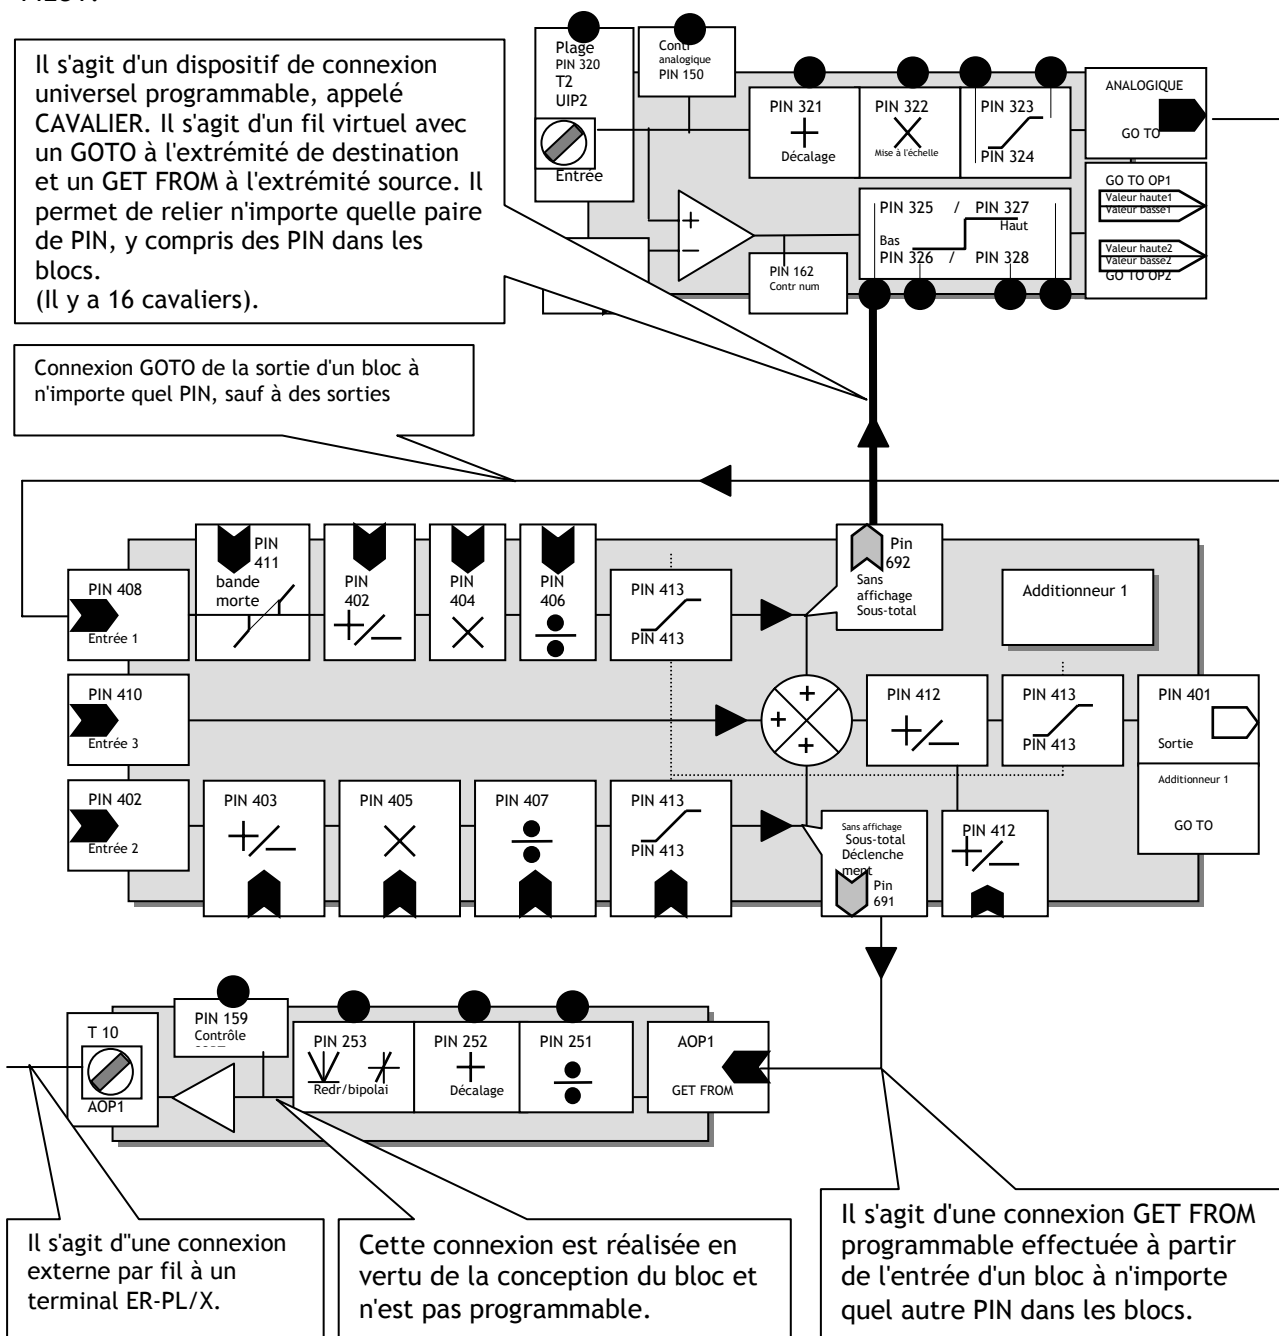 Il s'agit d'un dispositif de connexion
universel programmable, appelé
CAVALIER. Il s'agit d'un fil virtuel avec
un GOTO à l'extrémité de destination
et un GET FROM à l'extrémité source. Il
permet de relier n'importe quelle paire
de PIN, y compris des PIN dans les
blocs.
(Il y a 16 cavaliers).
Plage
PIN 320
T2
UIP2
Entrée
Contr
analogique
PIN 150
PIN 321
Décalage
PIN 322
Mise à l'échelle
PIN 323
PIN 324
ANALOGIQUE
GO TO
GO TO OP1
Valeur haute1
Valeur basse1
Valeur haute2
Valeur basse2
GO TO OP2
PIN 325 / PIN 327
Haut
Bas
PIN 326 / PIN 328
PIN 162
Contr num
Connexion GOTO de la sortie d'un bloc à
n'importe quel PIN, sauf à des sorties
PIN 408
Entrée 1
PIN
411
bande
morte
PIN
402
PIN
404
PIN
406
PIN 413
PIN 413
Pin
692
Sans
affichage
Sous-total
Additionneur 1
PIN 410
Entrée 3
PIN 412
PIN 413
PIN 413
PIN 401
Sortie
Additionneur 1
GO TO
PIN 402
Entrée 2
PIN 403
PIN 405
PIN 407
PIN 413
PIN 413
Sans affichage
Sous-total
Déclenche
ment
Pin
691
PIN 412
T 10
AOP1
PIN 159
Contrôle
PIN 253
Redr/bipolai
PIN 252
Décalage
PIN 251
AOP1
GET FROM
Il s'agit d"une connexion
externe par fil à un
terminal ER-PL/X.
Cette connexion est réalisée en
vertu de la conception du bloc et
n'est pas programmable.
Il s'agit d'une connexion GET FROM
programmable effectuée à partir
de l'entrée d'un bloc à n'importe
quel autre PIN dans les blocs.